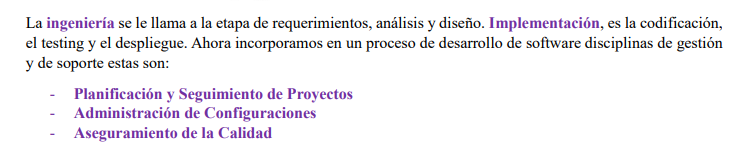 La ingeniería se le llama a la etapa de requerimientos, análisis y diseño. Implementación, es la codificación,
el testing y el despliegue. Ahora incorporamos en un proceso de desarrollo de software disciplinas de gestión
y de soporte estas son:
- Planificación y Seguimiento de Proyectos
- Administración de Configuraciones
- Aseguramiento de la Calidad